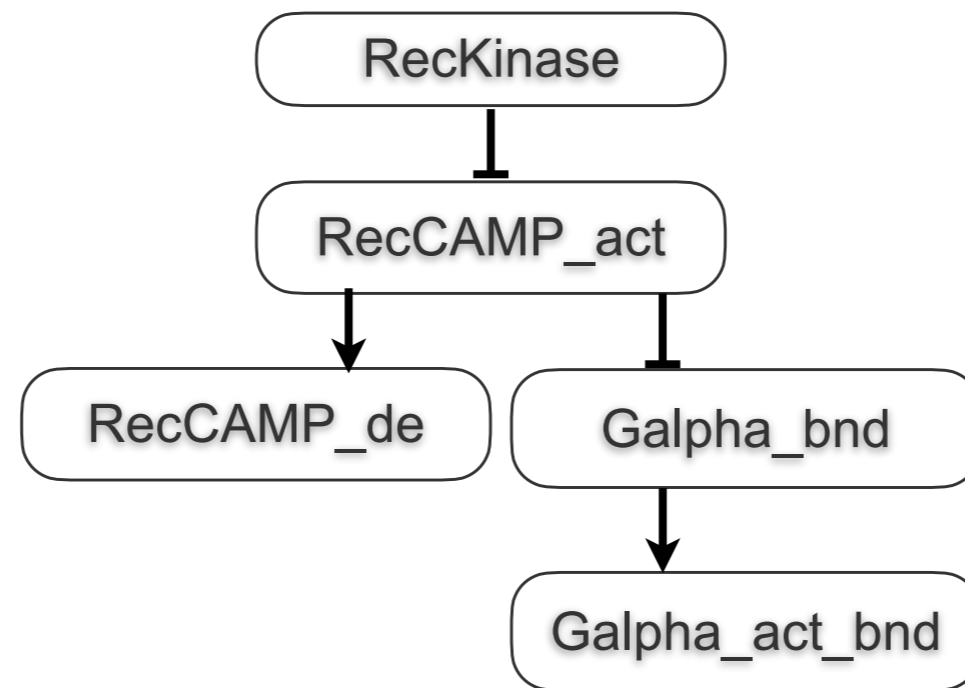 RecKinase
RecCAMP_act
RecCAMP_de
Galpha_bnd
Galpha_act_bnd